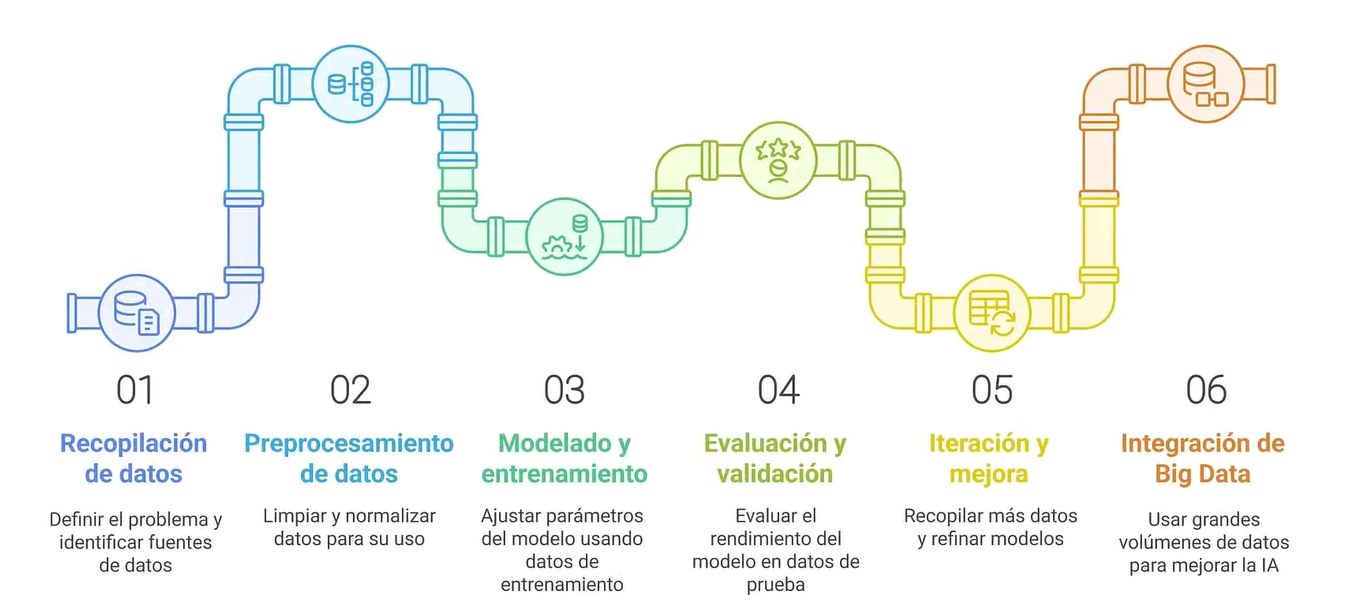 01
Recopilación
de datos
Definir el problema y
identificar fuentes
de datos
02
Preprocesamiento
de datos
Limpiar y normalizar
datos para su uso
03
Modelado y
entrenamiento
Ajustar parámetros
del modelo usando
datos de
entrenamiento
04
Evaluación y
validación
Evaluar el
rendimiento del
modelo en datos de
prueba
05
Iteración y
mejora
Recopilar más datos
y refinar modelos
06
Integración de
Big Data
Usar grandes
volúmenes de datos
para mejorar la IA